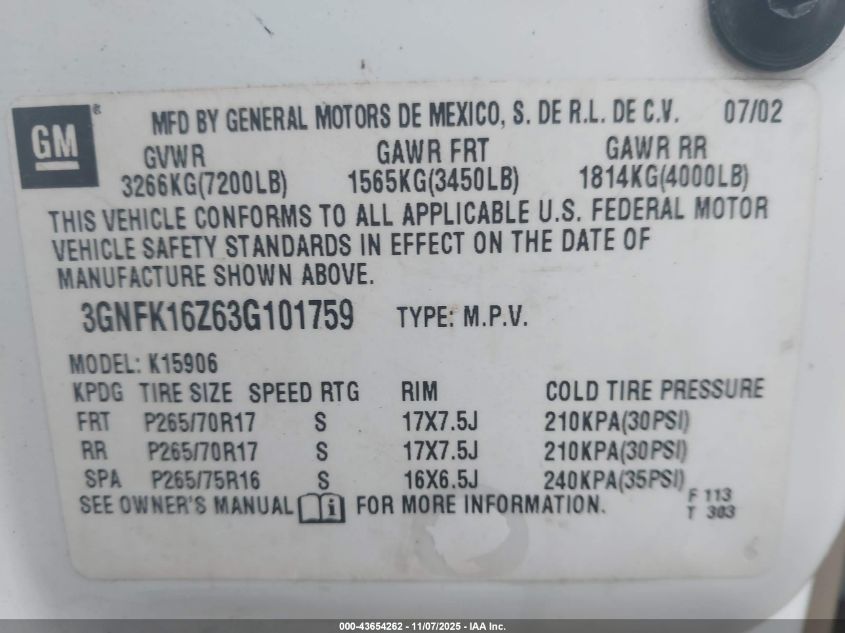 GM® MFD BY GENERAL MOTORS DE MEXICO, S. DE R.L. DE C.V. 07/02
GVWR GAWR FRT GAWR RR
3266KG(7200LB) 1565KG(3450LB) 1814KG(4000LB)
THIS VEHICLE CONFORMS TO ALL APPLICABLE U.S. FEDERAL MOTOR
VEHICLE SAFETY STANDARDS IN EFFECT ON THE DATE OF
MANUFACTURE SHOWN ABOVE.
3GNFK16Z63G101759 TYPE: M.P.V.
MODEL: K15906
KPDG TIRE SIZE SPEED RTG RIM COLD TIRE PRESSURE
FRT P265/70R17 S 17X7.5J 210KPA(30PSI)
RR P265/70R17 S 17X7.5J 210KPA(30PSI)
SPA P265/75R16 S 16X6.5J 240KPA(35PSI)
SEE OWNER'S MANUAL i FOR MORE INFORMATION.
F 113
T 303
000-43654262 - 11/07/2025 - IAA Inc.